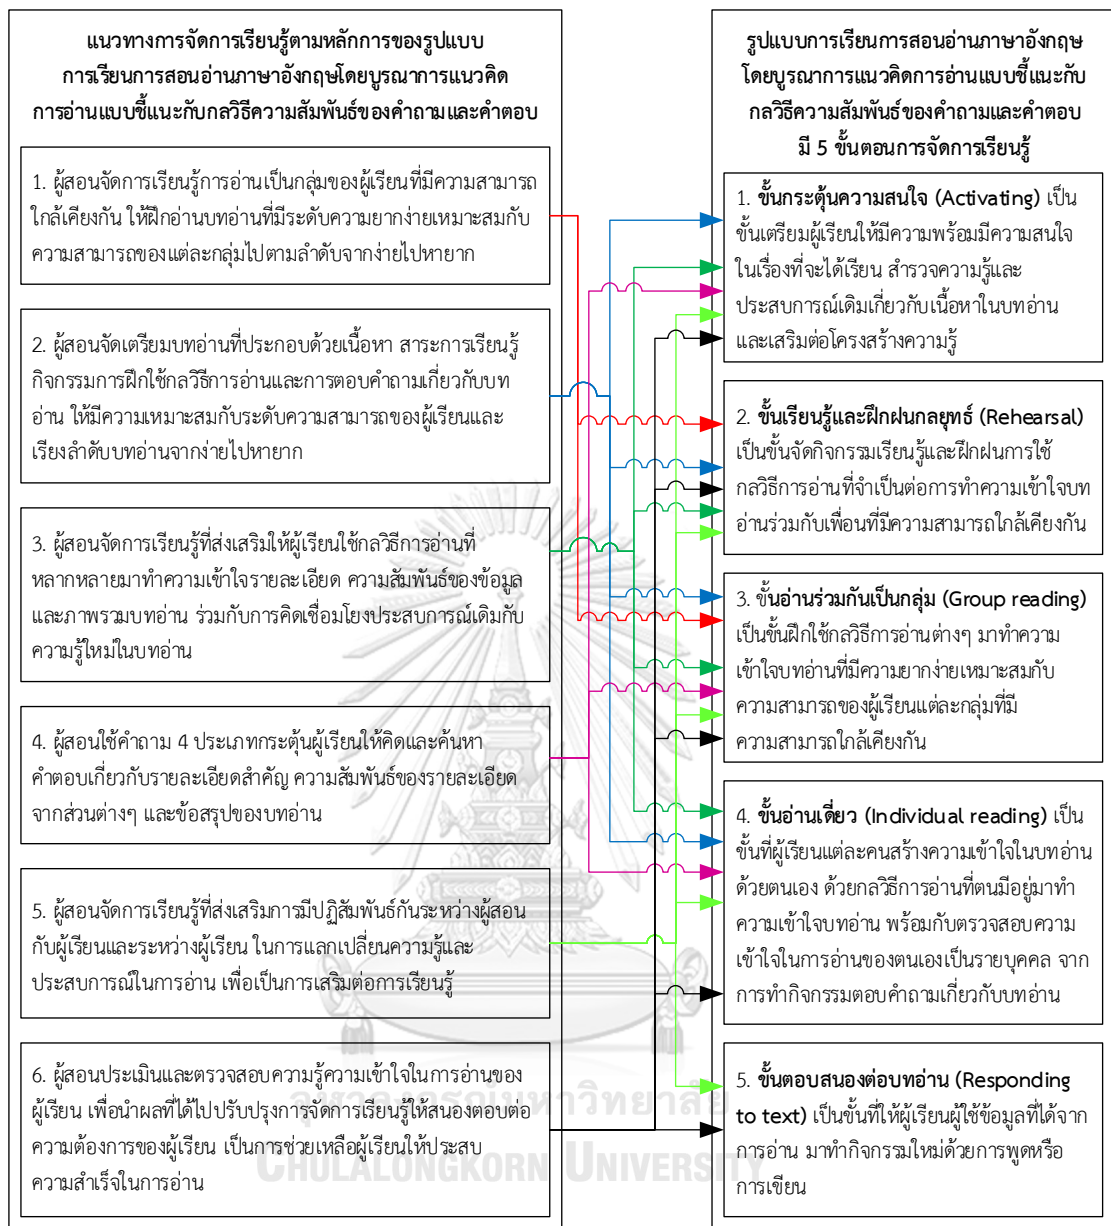 แนวทางการจัดการเรียนรู้ตามหลักการของรูปแบบ
การเรียนการสอนอ่านภาษาอังกฤษโดยบูรณาการแนวคิด
การอ่านแบบชี้แนะกับกลวิธีความสัมพันธ์ของคำถามและคำตอบ
1. ผู้สอนจัดการเรียนรู้การอ่านเป็นกลุ่มของผู้เรียนที่มีความสามารถ
ใกล้เคียงกัน ให้ฝึกอ่านบทอ่านที่มีระดับความยากง่ายเหมาะสมกับ
ความสามารถของแต่ละกลุ่มไปตามลำดับจากง่ายไปหายาก
2. ผู้สอนจัดเตรียมบทอ่านที่ประกอบด้วยเนื้อหา สาระการเรียนรู้
กิจกรรมการฝึกใช้กลวิธีการอ่านและการตอบคำถามเกี่ยวกับบท
อ่าน ให้มีความเหมาะสมกับระดับความสามารถของผู้เรียนและ
เรียงลำดับบทอ่านจากง่ายไปหายาก
3. ผู้สอนจัดการเรียนรู้ที่ส่งเสริมให้ผู้เรียนใช้กลวิธีการอ่านที่
หลากหลายมาทำความเข้าใจรายละเอียด ความสัมพันธ์ของข้อมูล
และภาพรวมบทอ่าน ร่วมกับการคิดเชื่อมโยงประสบการณ์เดิมกับ
ความรู้ใหม่ในบทอ่าน
4. ผู้สอนใช้คำถาม 4 ประเภทกระตุ้นผู้เรียนให้คิดและค้นหา
คำตอบเกี่ยวกับรายละเอียดสำคัญ ความสัมพันธ์ของรายละเอียด
จากส่วนต่างๆ และข้อสรุปของบทอ่าน
5. ผู้สอนจัดการเรียนรู้ที่ส่งเสริมการมีปฏิสัมพันธ์กันระหว่างผู้สอน
กับผู้เรียนและระหว่างผู้เรียน ในการแลกเปลี่ยนความรู้และ
ประสบการณ์ในการอ่าน เพื่อเป็นการเสริมต่อการเรียนรู้
6. ผู้สอนประเมินและตรวจสอบความรู้ความเข้าใจในการอ่านของ
ผู้เรียน เพื่อนำผลที่ได้ไปปรับปรุงการจัดการเรียนรู้ให้สนองตอบต่อ
ความต้องการของผู้เรียน เป็นการช่วยเหลือผู้เรียนให้ประสบ
ความสำเร็จในการอ่าน
รูปแบบการเรียนการสอนอ่านภาษาอังกฤษ
โดยบูรณาการแนวคิดการอ่านแบบชี้แนะกับ
กลวิธีความสัมพันธ์ของคำถามและคำตอบ
มี 5 ขั้นตอนการจัดการเรียนรู้
1. ขั้นกระตุ้นความสนใจ (Activating) เป็น
ขั้นเตรียมผู้เรียนให้มีความพร้อมมีความสนใจ
ในเรื่องที่จะได้เรียน สำรวจความรู้และ
ประสบการณ์เดิมเกี่ยวกับเนื้อหาในบทอ่าน
และเสริมต่อโครงสร้างความรู้
2. ขั้นเรียนรู้และฝึกฝนกลยุทธ์ (Rehearsal)
เป็นขั้นจัดกิจกรรมเรียนรู้และฝึกฝนการใช้
กลวิธีการอ่านที่จำเป็นต่อการทำความเข้าใจบท
อ่านร่วมกับเพื่อนที่มีความสามารถใกล้เคียงกัน
3. ขั้นอ่านร่วมกันเป็นกลุ่ม (Group reading)
เป็นขั้นฝึกใช้กลวิธีการอ่านต่างๆ มาทำความ
เข้าใจบทอ่านที่มีความยากง่ายเหมาะสมกับ
ความสามารถของผู้เรียนแต่ละกลุ่มที่มี
ความสามารถใกล้เคียงกัน
4. ขั้นอ่านเดี่ยว (Individual reading) เป็น
ขั้นที่ผู้เรียนแต่ละคนสร้างความเข้าใจในบทอ่าน
ด้วยตนเอง ด้วยกลวิธีการอ่านที่ตนมีอยู่มาทำ
ความเข้าใจบทอ่าน พร้อมกับตรวจสอบความ
เข้าใจในการอ่านของตนเองเป็นรายบุคคล จาก
การทำกิจกรรมตอบคำถามเกี่ยวกับบทอ่าน
5. ขั้นตอบสนองต่อบทอ่าน (Responding
to text) เป็นขั้นที่ให้ผู้เรียนผู้ใช้ข้อมูลที่ได้จาก
การอ่าน มาทำกิจกรรมใหม่ด้วยการพูดหรือ
การเขียน
จุฬาลงกรณ์มหาวิทยาลัย
CHULALONGKORN UNIVERSITY